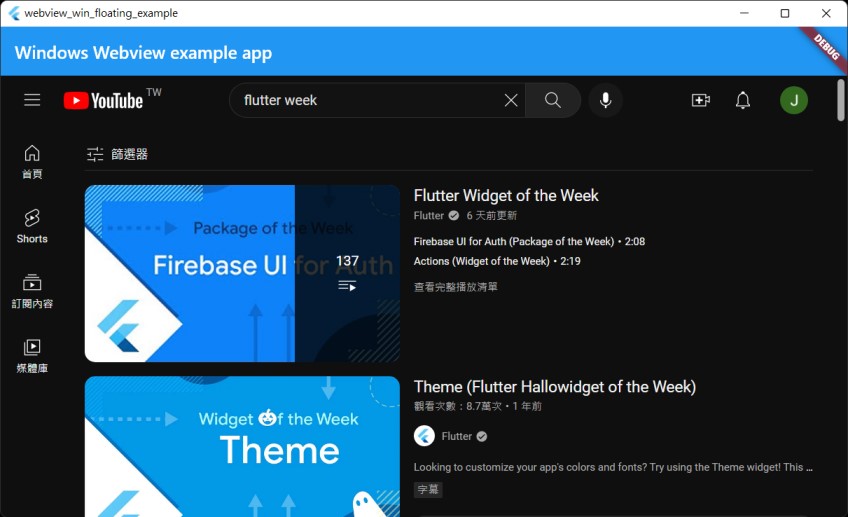 webview_win_floating_example
Windows Webview example app
DEBUG
YouTube TW
flutter week
J
首頁
Shorts
訂閱內容
媒體庫
篩選器
Package of the Week
Firebase UI for Auth
137
Flutter Widget of the Week
Flutter 6 天前更新
Firebase UI for Auth (Package of the Week) • 2:08
Actions (Widget of the Week) • 2:19
查看完整播放清單
Widget of the Week
Theme
Theme (Flutter Hallowidget of the Week)
觀看次數：8.7萬次 • 1 年前
Flutter
Looking to customize your app's colors and fonts? Try using the Theme widget! This ...
字幕